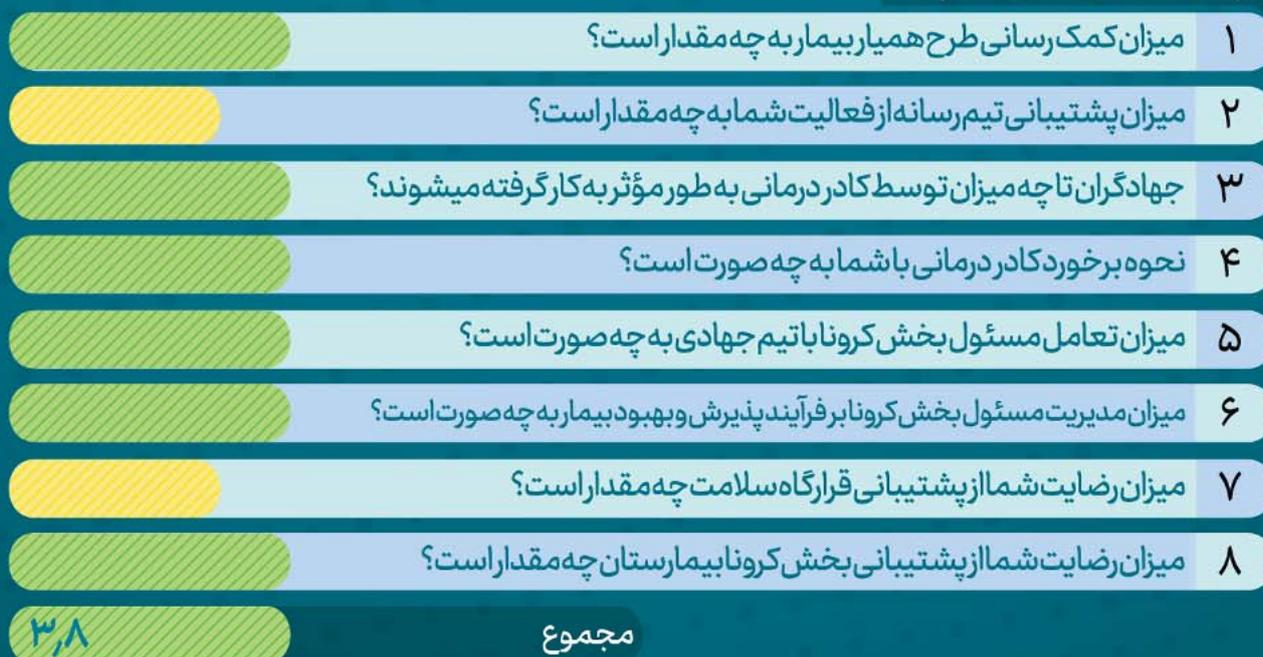 ۱ میزان کمک رسانی طرح همیار بیمار به چه مقدار است؟
۲ میزان پشتیبانی تیم رسانه از فعالیت شما به چه مقدار است؟
۳ جهادگران تا چه میزان توسط کادر درمانی به طور مؤثر به کار گرفته میشوند؟
۴ نحوه برخورد کادر درمانی با شما به چه صورت است؟
۵ میزان تعامل مسئول بخش کرونا با تیم جهادی به چه صورت است؟
۶ میزان مدیریت مسئول بخش کرونا بر فرآیند پذیرش و بهبود بیمار به چه صورت است؟
۷ میزان رضایت شما از پشتیبانی قرارگاه سلامت چه مقدار است؟
۸ میزان رضایت شما از پشتیبانی بخش کرونا بیمارستان چه مقدار است؟
مجموع ۳٫۸